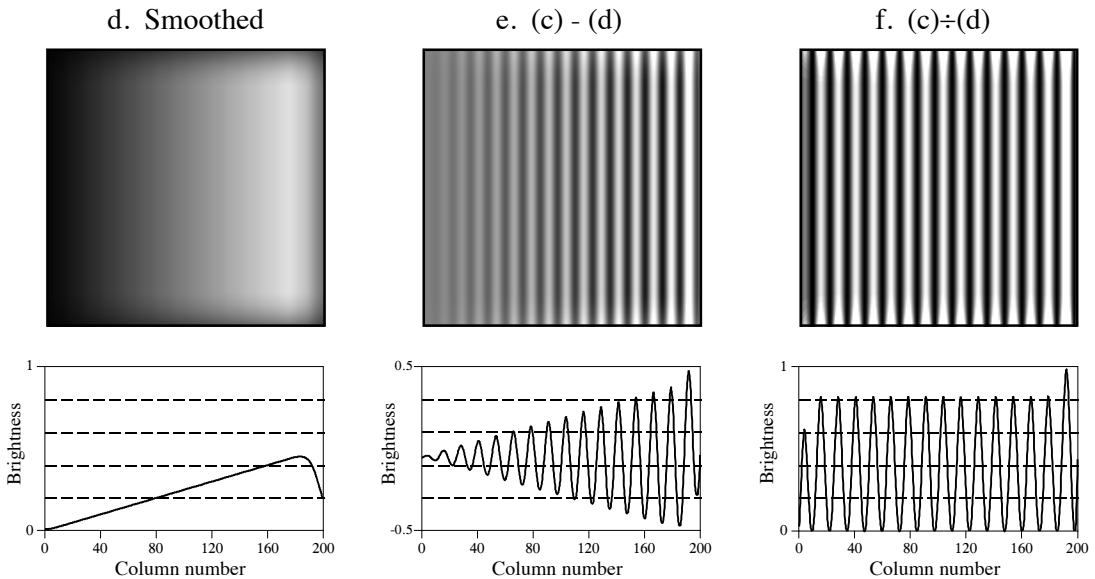 d. Smoothed
e. (c) - (d)
f. (c)÷(d)
1
0
Brightness
0 40 80 120 160 200
Column number
0.5
-0.5
Brightness
0 40 80 120 160 200
Column number
1
0
Brightness
0 40 80 120 160 200
Column number